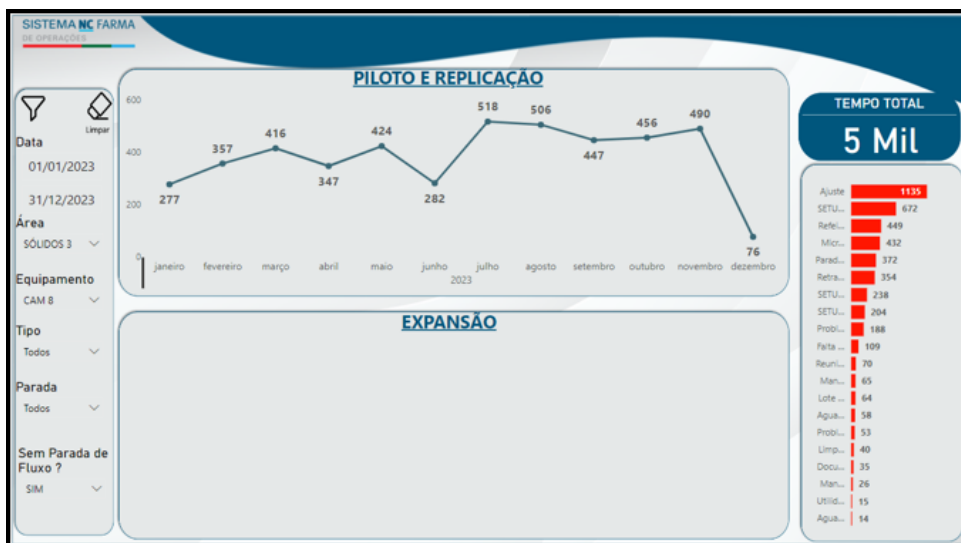 SISTEMA NC FARMA
DE OPERAÇÕES
Limpar
Data
01/01/2023
31/12/2023
Área
SÓLIDOS 3
Equipamento
CAM 8
Tipo
Todos
Parada
Todos
Sem Parada de
Fluxo ?
SIM
PILOTO E REPLICAÇÃO
600
400
200
0
277
357
416
347
424
282
518
506
447
456
490
76
janeiro fevereiro março abril maio junho julho agosto setembro outubro novembro dezembro
2023
EXPANSÃO
TEMPO TOTAL
5 Mil
Ajuste 1135
SETU... 672
Refei... 449
Micr... 432
Parad... 372
Retra... 354
SETU... 238
SETU... 204
Probl... 188
Falta ... 109
Reuni... 70
Man... 65
Lote ... 64
Agua... 58
Probl... 53
Limp... 40
Docu... 35
Man... 26
Utilid... 15
Agua... 14